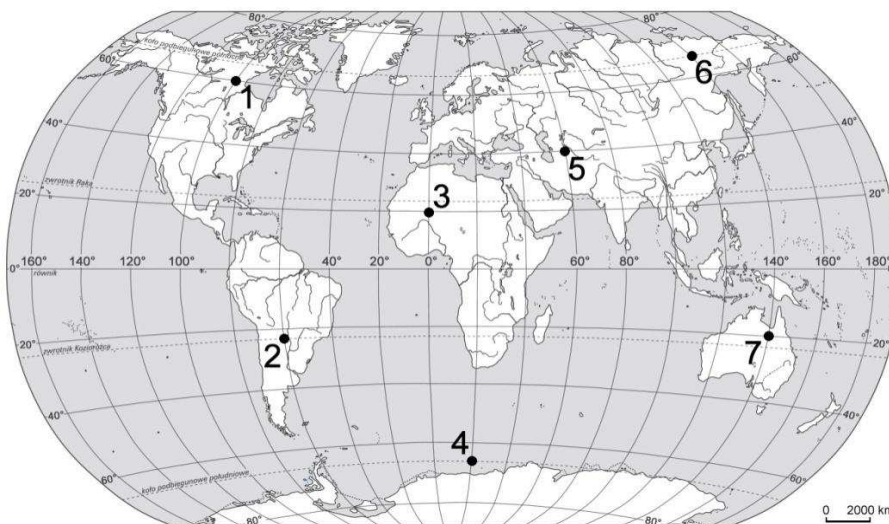 80° 80°
koło podbiegunowe północne
60° 60°
1
6
40° 40°
5
zwrotnik Raka
20° 3 20°
160° 120° 100° 40° 20° 0° 20° 60° 80° 120° 140° 160° 180°
0° równik
2
7
20° 20°
zwrotnik Koziorożca
40° 40°
4
60° 60°
koło podbiegunowe południowe
80° 80°
0 2000 km